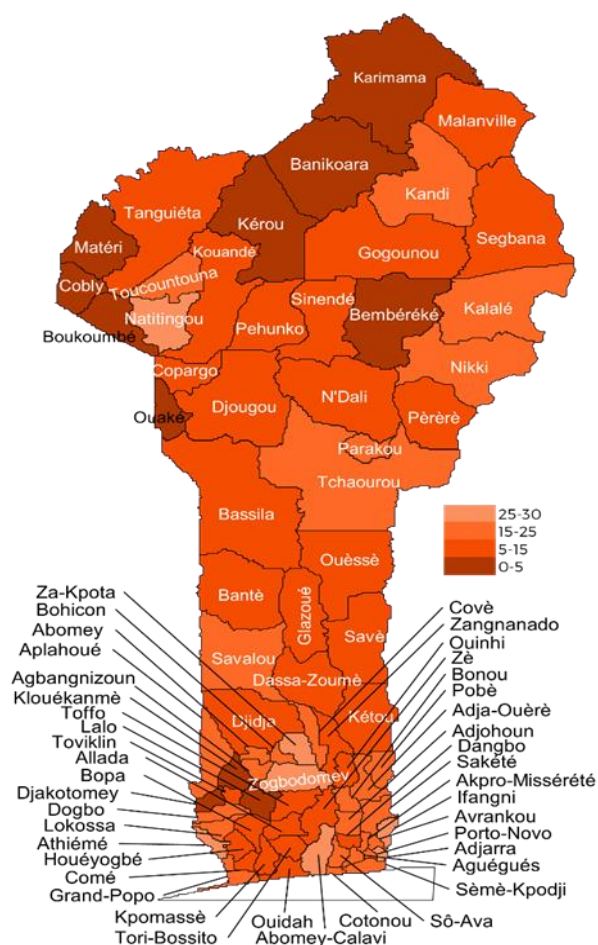 Karimama
Malanville
Banikoara
Kandi
Tanguiéta
Kérou
Matéri
Kouandé
Gogounou
Segbana
Cobly
Toucountouna
Sinendé
Natitingou
Bembéréké
Kalalé
Boukoumbé
Pehunko
Nikki
Copargo
N'Dali
Djougou
Pèrèrè
Ouaké
Parakou
Tchaourou
Bassila
25-30
15-25
5-15
0-5
Ouèssè
Bantè
Glazoué
Savè
Savalou
Dassa-Zoumè
Djidja
Kétou
Zogbodomey
Za-Kpota
Bohicon
Abomey
Aplahoué
Agbangnizoun
Klouékanmè
Toffo
Lalo
Toviklin
Allada
Bopa
Djakotomey
Dogbo
Lokossa
Athiémé
Houéyogbé
Comé
Grand-Popo
Kpomassè
Tori-Bossito
Ouidah
Abomey-Calavi
Cotonou
Sô-Ava
Covè
Zangnanado
Ouinhi
Zè
Bonou
Pobè
Adja-Ouèrè
Adjohoun
Dangbo
Sakété
Akpro-Missérété
Ifangni
Avrankou
Porto-Novo
Adjarra
Aguégués
Sèmè-Kpodji